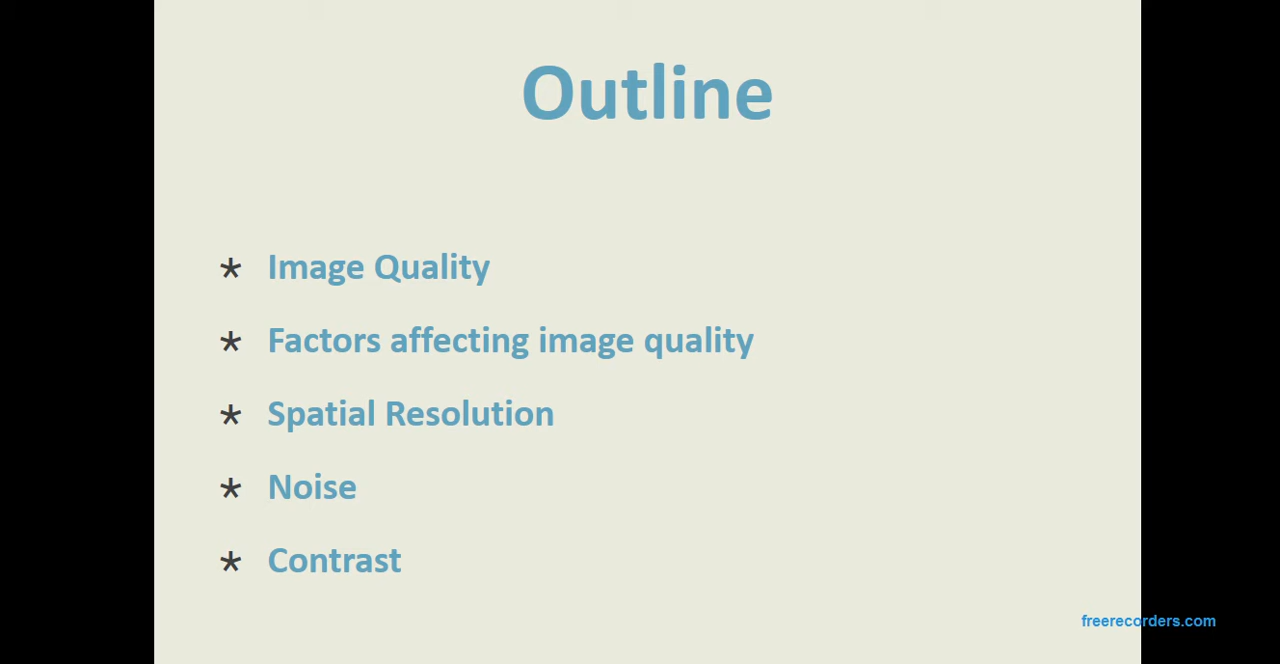 Outline
* Image Quality
* Factors affecting image quality
* Spatial Resolution
* Noise
* Contrast
freerecorders.com